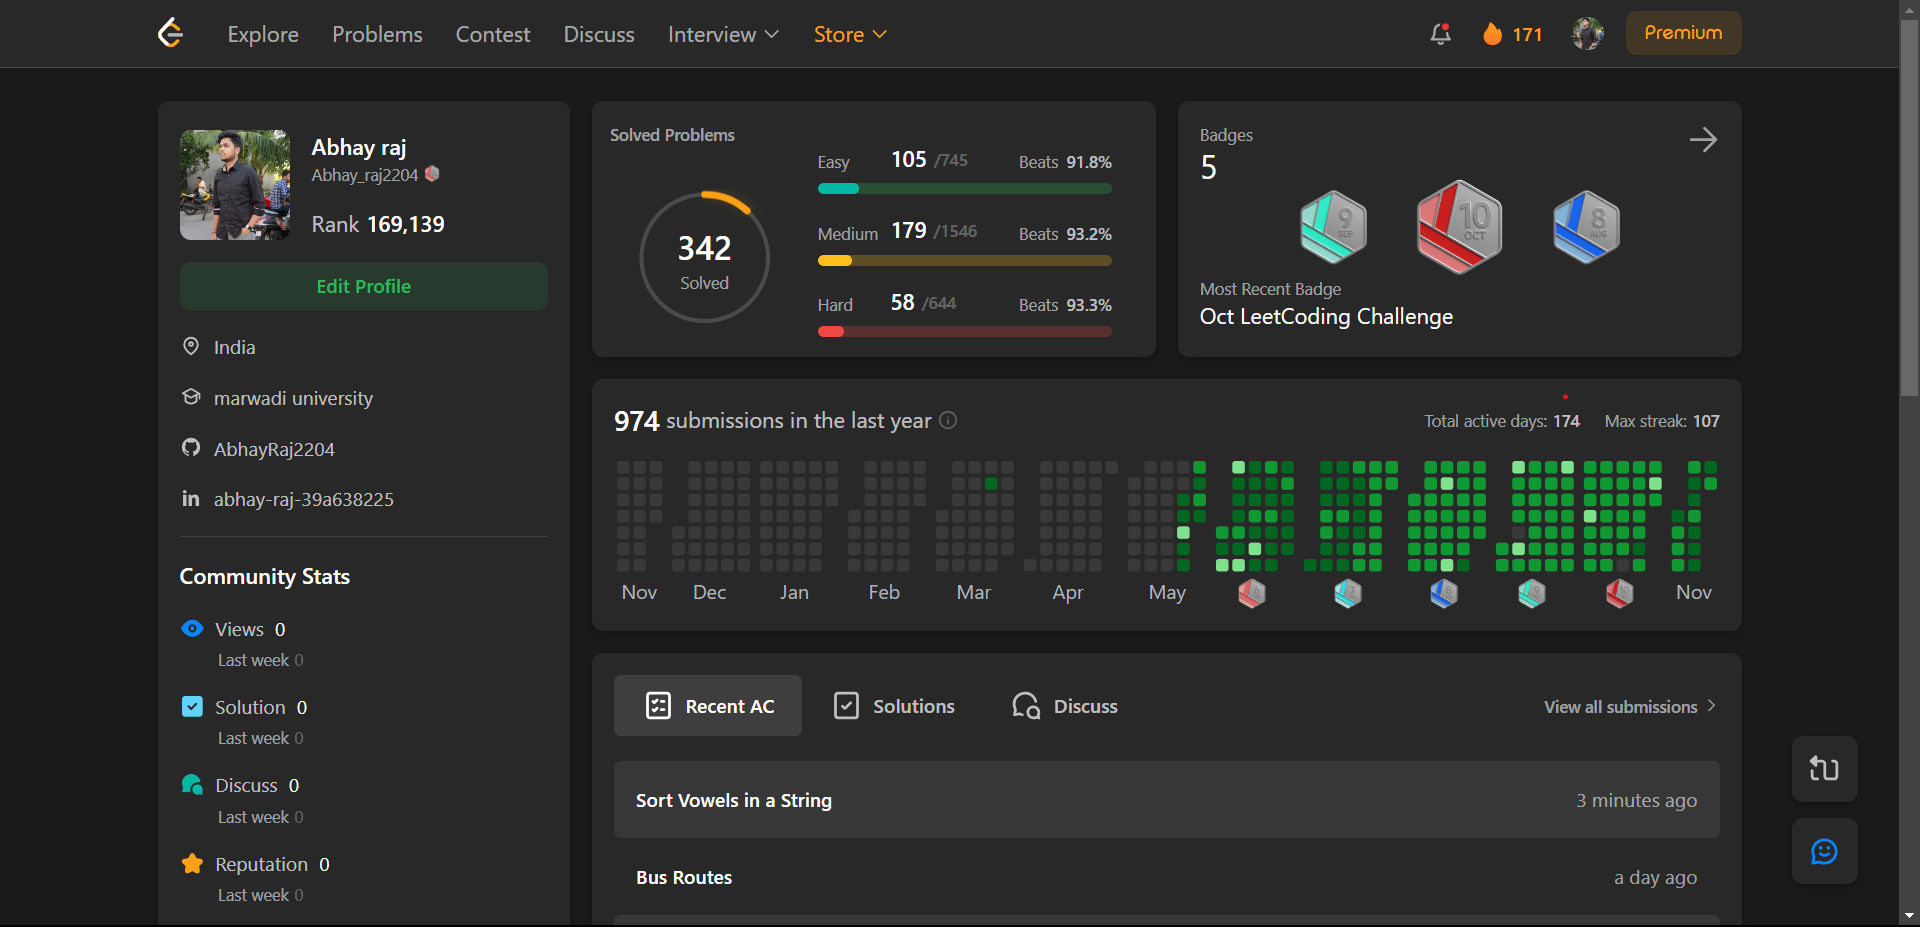 Explore Problems Contest Discuss Interview Store 171 Premium
Abhay raj
Abhay_raj2204
Rank 169,139
Edit Profile
India
marwadi university
AbhayRaj2204
abhay-raj-39a638225
Community Stats
Views 0
Last week 0
Solution 0
Last week 0
Discuss 0
Last week 0
Reputation 0
Last week 0
Solved Problems
342
Solved
Easy 105 /745 Beats 91.8%
Medium 179 /1546 Beats 93.2%
Hard 58 /644 Beats 93.3%
Badges
5
9 SEP
10 OCT
8 AUG
Most Recent Badge
Oct LeetCoding Challenge
974 submissions in the last year Total active days: 174 Max streak: 107
Nov Dec Jan Feb Mar Apr May Nov
Recent AC Solutions Discuss View all submissions
Sort Vowels in a String 3 minutes ago
Bus Routes a day ago